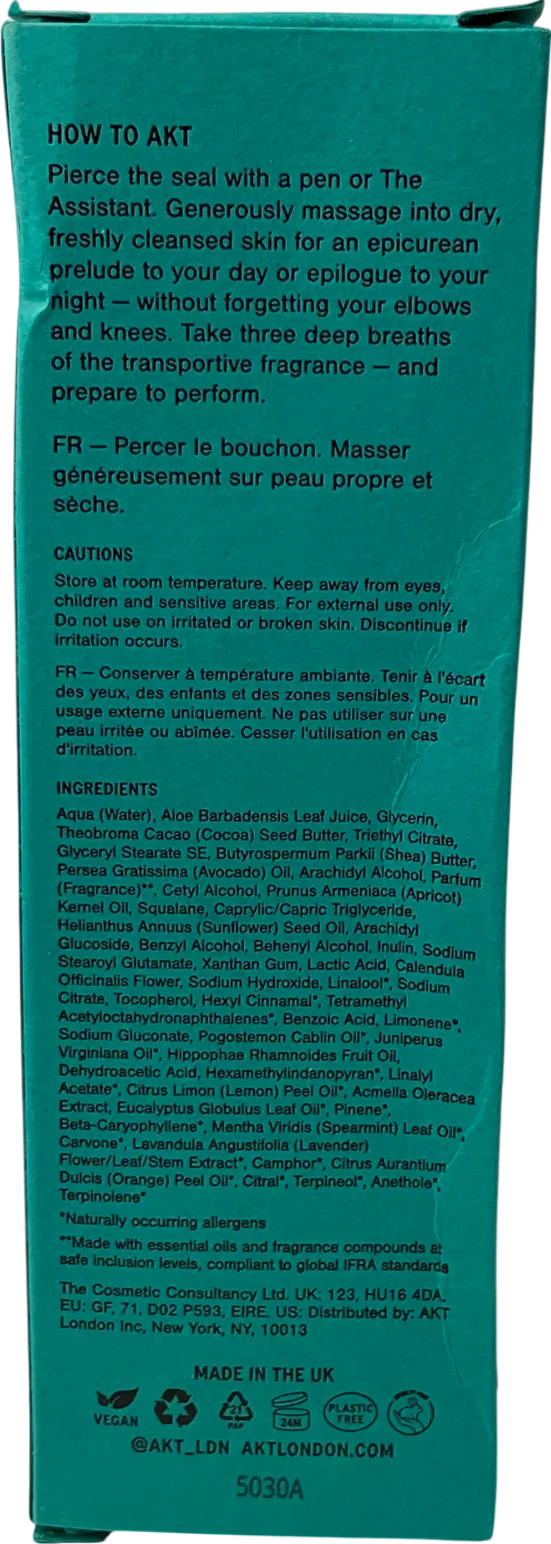 HOW TO AKT
Pierce the seal with a pen or The
Assistant. Generously massage into dry,
freshly cleansed skin for an epicurean
prelude to your day or epilogue to your
night — without forgetting your elbows
and knees. Take three deep breaths
of the transportive fragrance — and
prepare to perform.
FR — Percer le bouchon. Masser
généreusement sur peau propre et
sèche.
CAUTIONS
Store at room temperature. Keep away from eyes,
children and sensitive areas. For external use only.
Do not use on irritated or broken skin. Discontinue if
irritation occurs.
FR — Conserver à température ambiante. Tenir à l'écart
des yeux, des enfants et des zones sensibles. Pour un
usage externe uniquement. Ne pas utiliser sur une
peau irritée ou abîmée. Cesser l'utilisation en cas
d'irritation.
INGREDIENTS
Aqua (Water), Aloe Barbadensis Leaf Juice, Glycerin,
Theobroma Cacao (Cocoa) Seed Butter, Triethyl Citrate,
Glyceryl Stearate SE, Butyrospermum Parkii (Shea) Butter,
Persea Gratissima (Avocado) Oil, Arachidyl Alcohol, Parfum
(Fragrance)**, Cetyl Alcohol, Prunus Armeniaca (Apricot)
Kernel Oil, Squalane, Caprylic/Capric Triglyceride,
Helianthus Annuus (Sunflower) Seed Oil, Arachidyl
Glucoside, Benzyl Alcohol, Behenyl Alcohol, Inulin, Sodium
Stearoyl Glutamate, Xanthan Gum, Lactic Acid, Calendula
Officinalis Flower, Sodium Hydroxide, Linalool*, Sodium
Citrate, Tocopherol, Hexyl Cinnamal*, Tetramethyl
Acetyloctahydronaphthalenes*, Benzoic Acid, Limonene*,
Sodium Gluconate, Pogostemon Cablin Oil*, Juniperus
Virginiana Oil*, Hippophae Rhamnoides Fruit Oil,
Dehydroacetic Acid, Hexamethylindanopyran*, Linalyl
Acetate*, Citrus Limon (Lemon) Peel Oil*, Acmella Oleracea
Extract, Eucalyptus Globulus Leaf Oil*, Pinene*,
Beta-Caryophyllene*, Mentha Viridis (Spearmint) Leaf Oil*,
Carvone*, Lavandula Angustifolia (Lavender)
Flower/Leaf/Stem Extract*, Camphor*, Citrus Aurantium
Dulcis (Orange) Peel Oil*, Citral*, Terpineol*, Anethole*,
Terpinolene*
*Naturally occurring allergens
**Made with essential oils and fragrance compounds at
safe inclusion levels, compliant to global IFRA standards
The Cosmetic Consultancy Ltd. UK: 123, HU16 4DA.
EU: GF, 71, D02 P593, EIRE. US: Distributed by: AKT
London Inc, New York, NY, 10013
MADE IN THE UK
VEGAN
21
PAP
24M
PLASTIC
FREE
@AKT_LDN AKTLONDON.COM
5030A